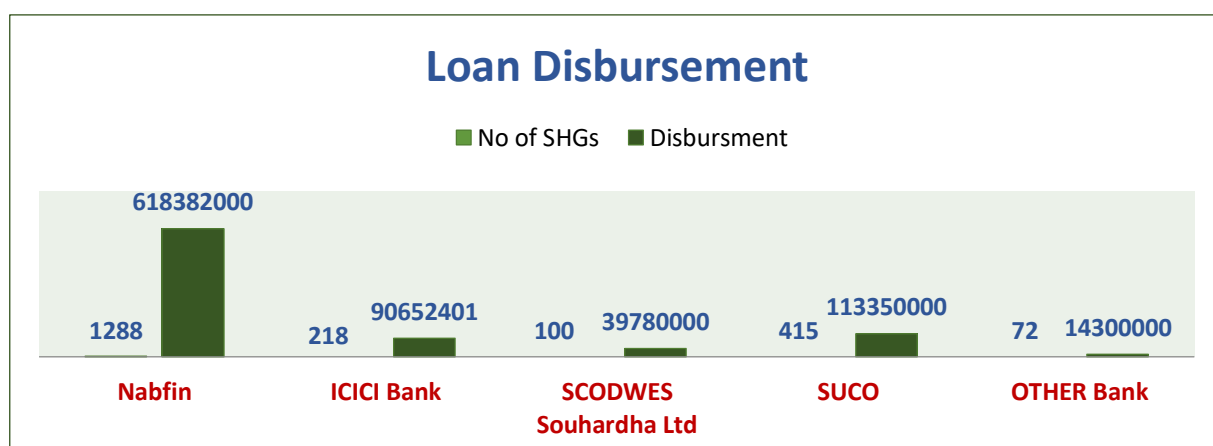 Loan Disbursement
No of SHGs Disbursment
618382000
1288
218
90652401
100
39780000
415
113350000
72
14300000
Nabfin
ICICI Bank
SCODWES
Souhardha Ltd
SUCO
OTHER Bank